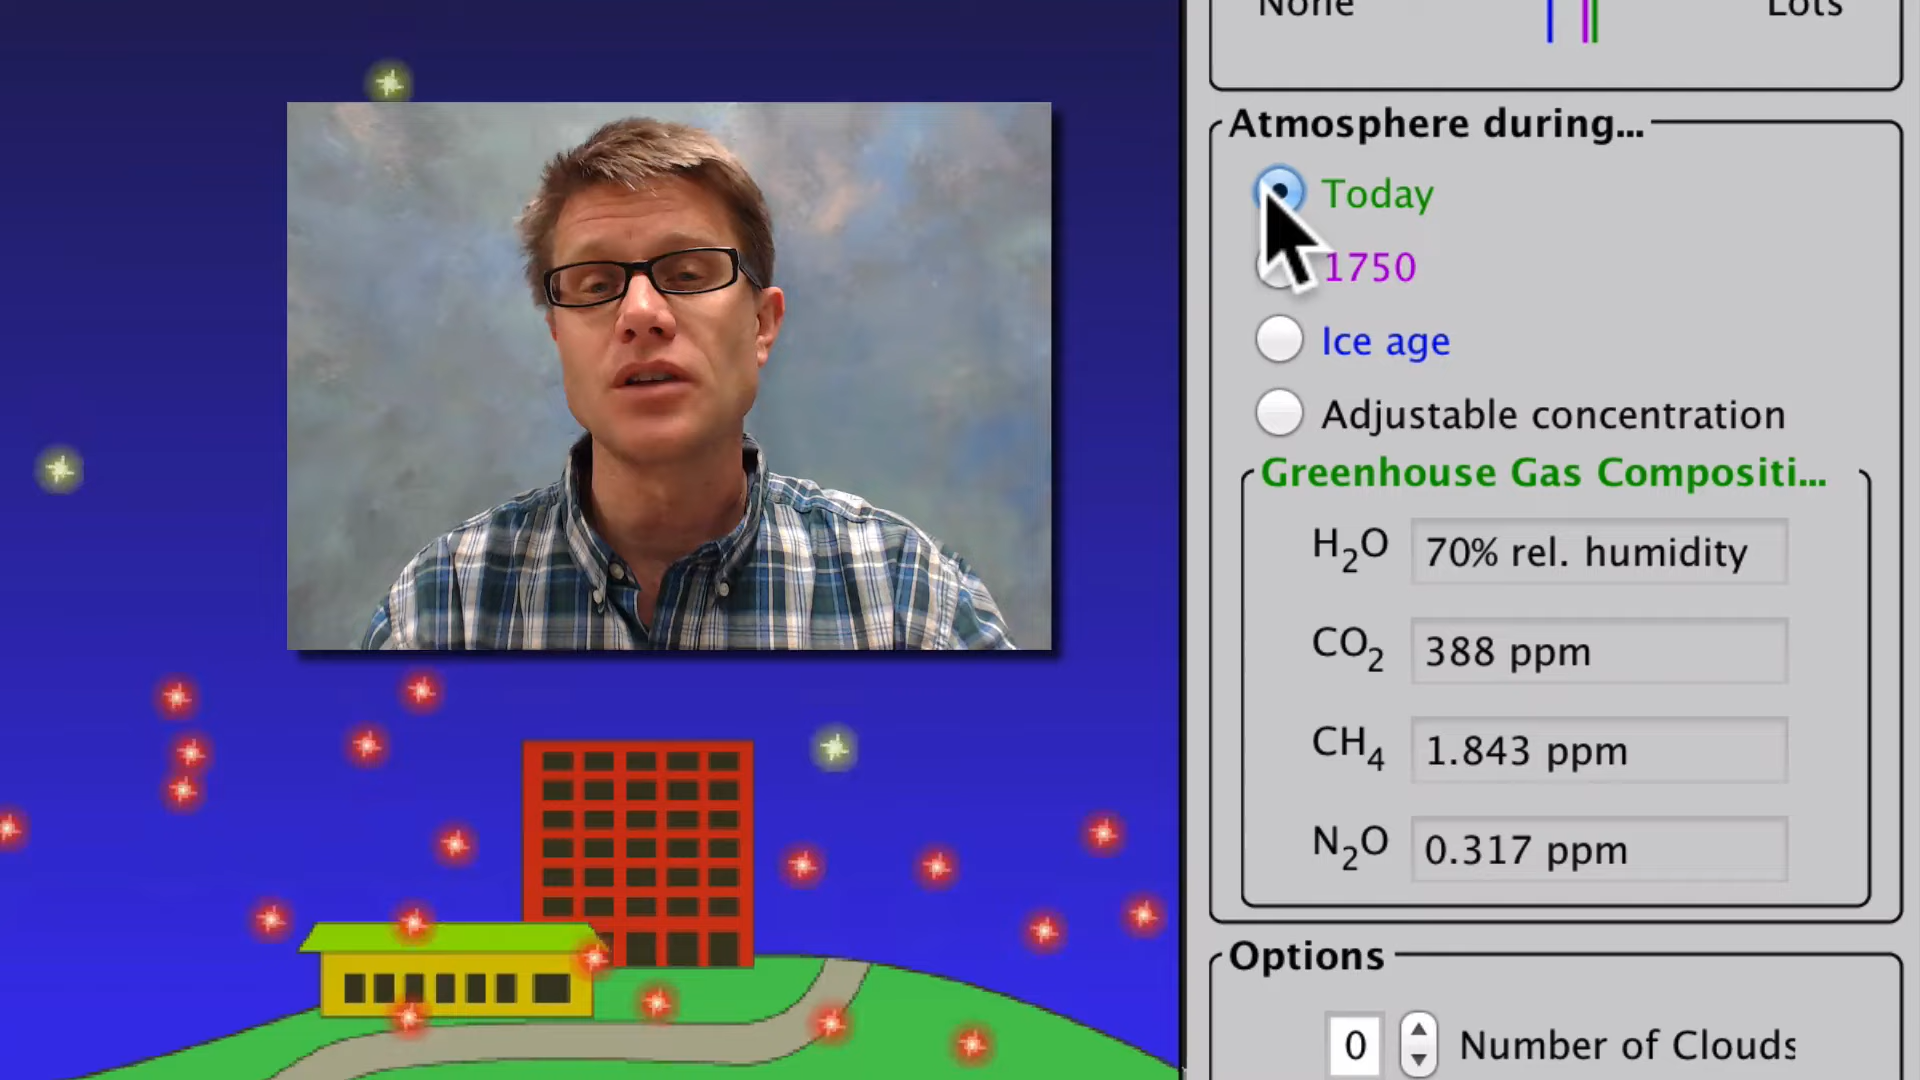 None Lots
Atmosphere during...
Today
1750
Ice age
Adjustable concentration
Greenhouse Gas Compositi...
H₂O 70% rel. humidity
CO₂ 388 ppm
CH₄ 1.843 ppm
N₂O 0.317 ppm
Options
0 Number of Clouds